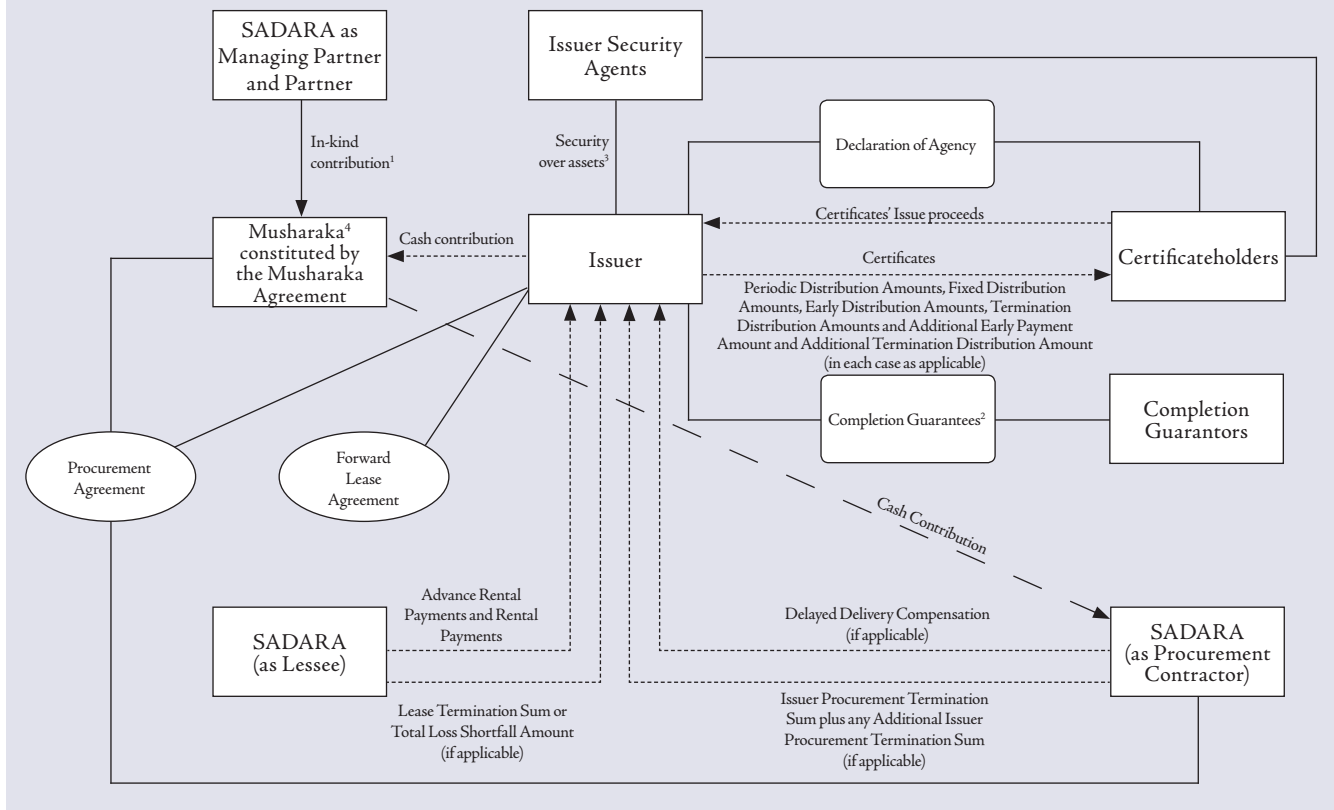 SADARA as
Managing Partner
and Partner
Issuer Security
Agents
In-kind
contribution¹
Security
over assets³
Declaration of Agency
Musharaka⁴
constituted by
the Musharaka
Agreement
Cash contribution
Issuer
Certificates' Issue proceeds
Certificates
Certificateholders
Periodic Distribution Amounts, Fixed Distribution
Amounts, Early Distribution Amounts, Termination
Distribution Amounts and Additional Early Payment
Amount and Additional Termination Distribution Amount
(in each case as applicable)
Completion Guarantees²
Completion
Guarantors
Procurement
Agreement
Forward
Lease
Agreement
Cash Contribution
SADARA
(as Lessee)
Advance Rental
Payments and Rental
Payments
Lease Termination Sum or
Total Loss Shortfall Amount
(if applicable)
Delayed Delivery Compensation
(if applicable)
Issuer Procurement Termination
Sum plus any Additional Issuer
Procurement Termination Sum
(if applicable)
SADARA
(as Procurement
Contractor)